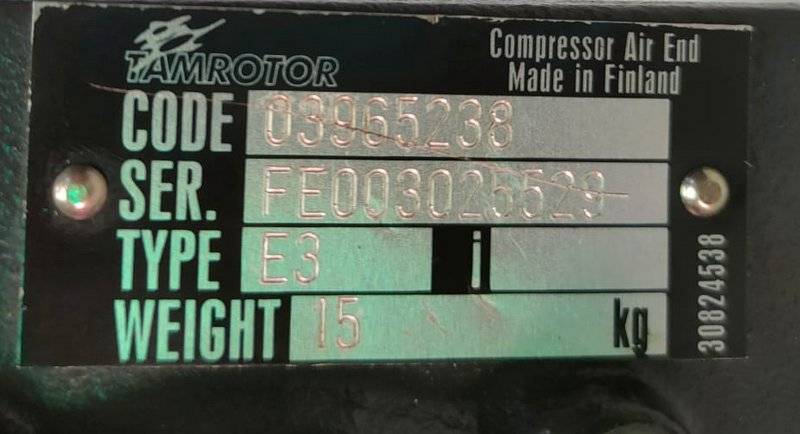 TAMROTOR
Compressor Air End
Made in Finland
CODE 03965238
SER. FE003025529
TYPE E3 i
WEIGHT 15 kg
30824538